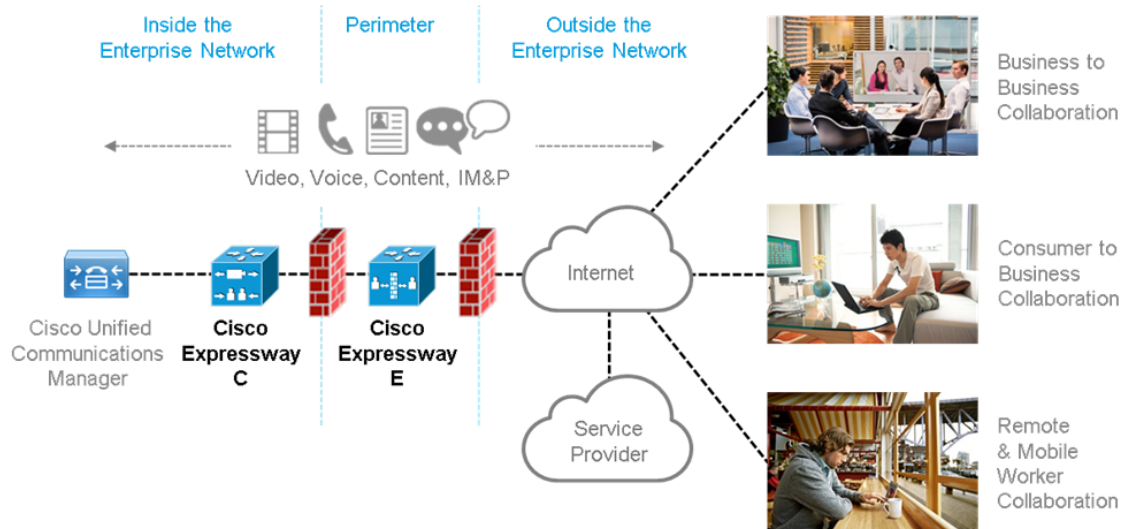 Inside the
Enterprise Network
Perimeter
Outside the
Enterprise Network
Video, Voice, Content, IM&P
Business to
Business
Collaboration
Internet
Consumer to
Business
Collaboration
Cisco Unified
Communications
Manager
Cisco
Expressway
C
Cisco
Expressway
E
Service
Provider
Remote
& Mobile
Worker
Collaboration